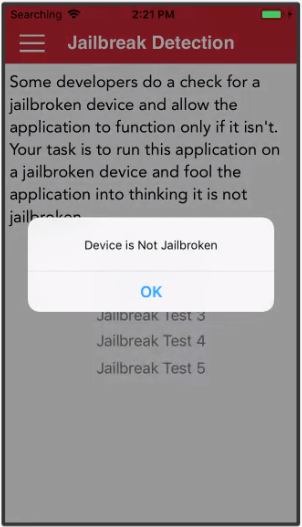 Searching 2:21 PM
Jailbreak Detection
Some developers do a check for a
jailbroken device and allow the
application to function only if it isn't.
Your task is to run this application on
a jailbroken device and fool the
application into thinking it is not
jailbroken
Device is Not Jailbroken
OK
Jailbreak Test 3
Jailbreak Test 4
Jailbreak Test 5